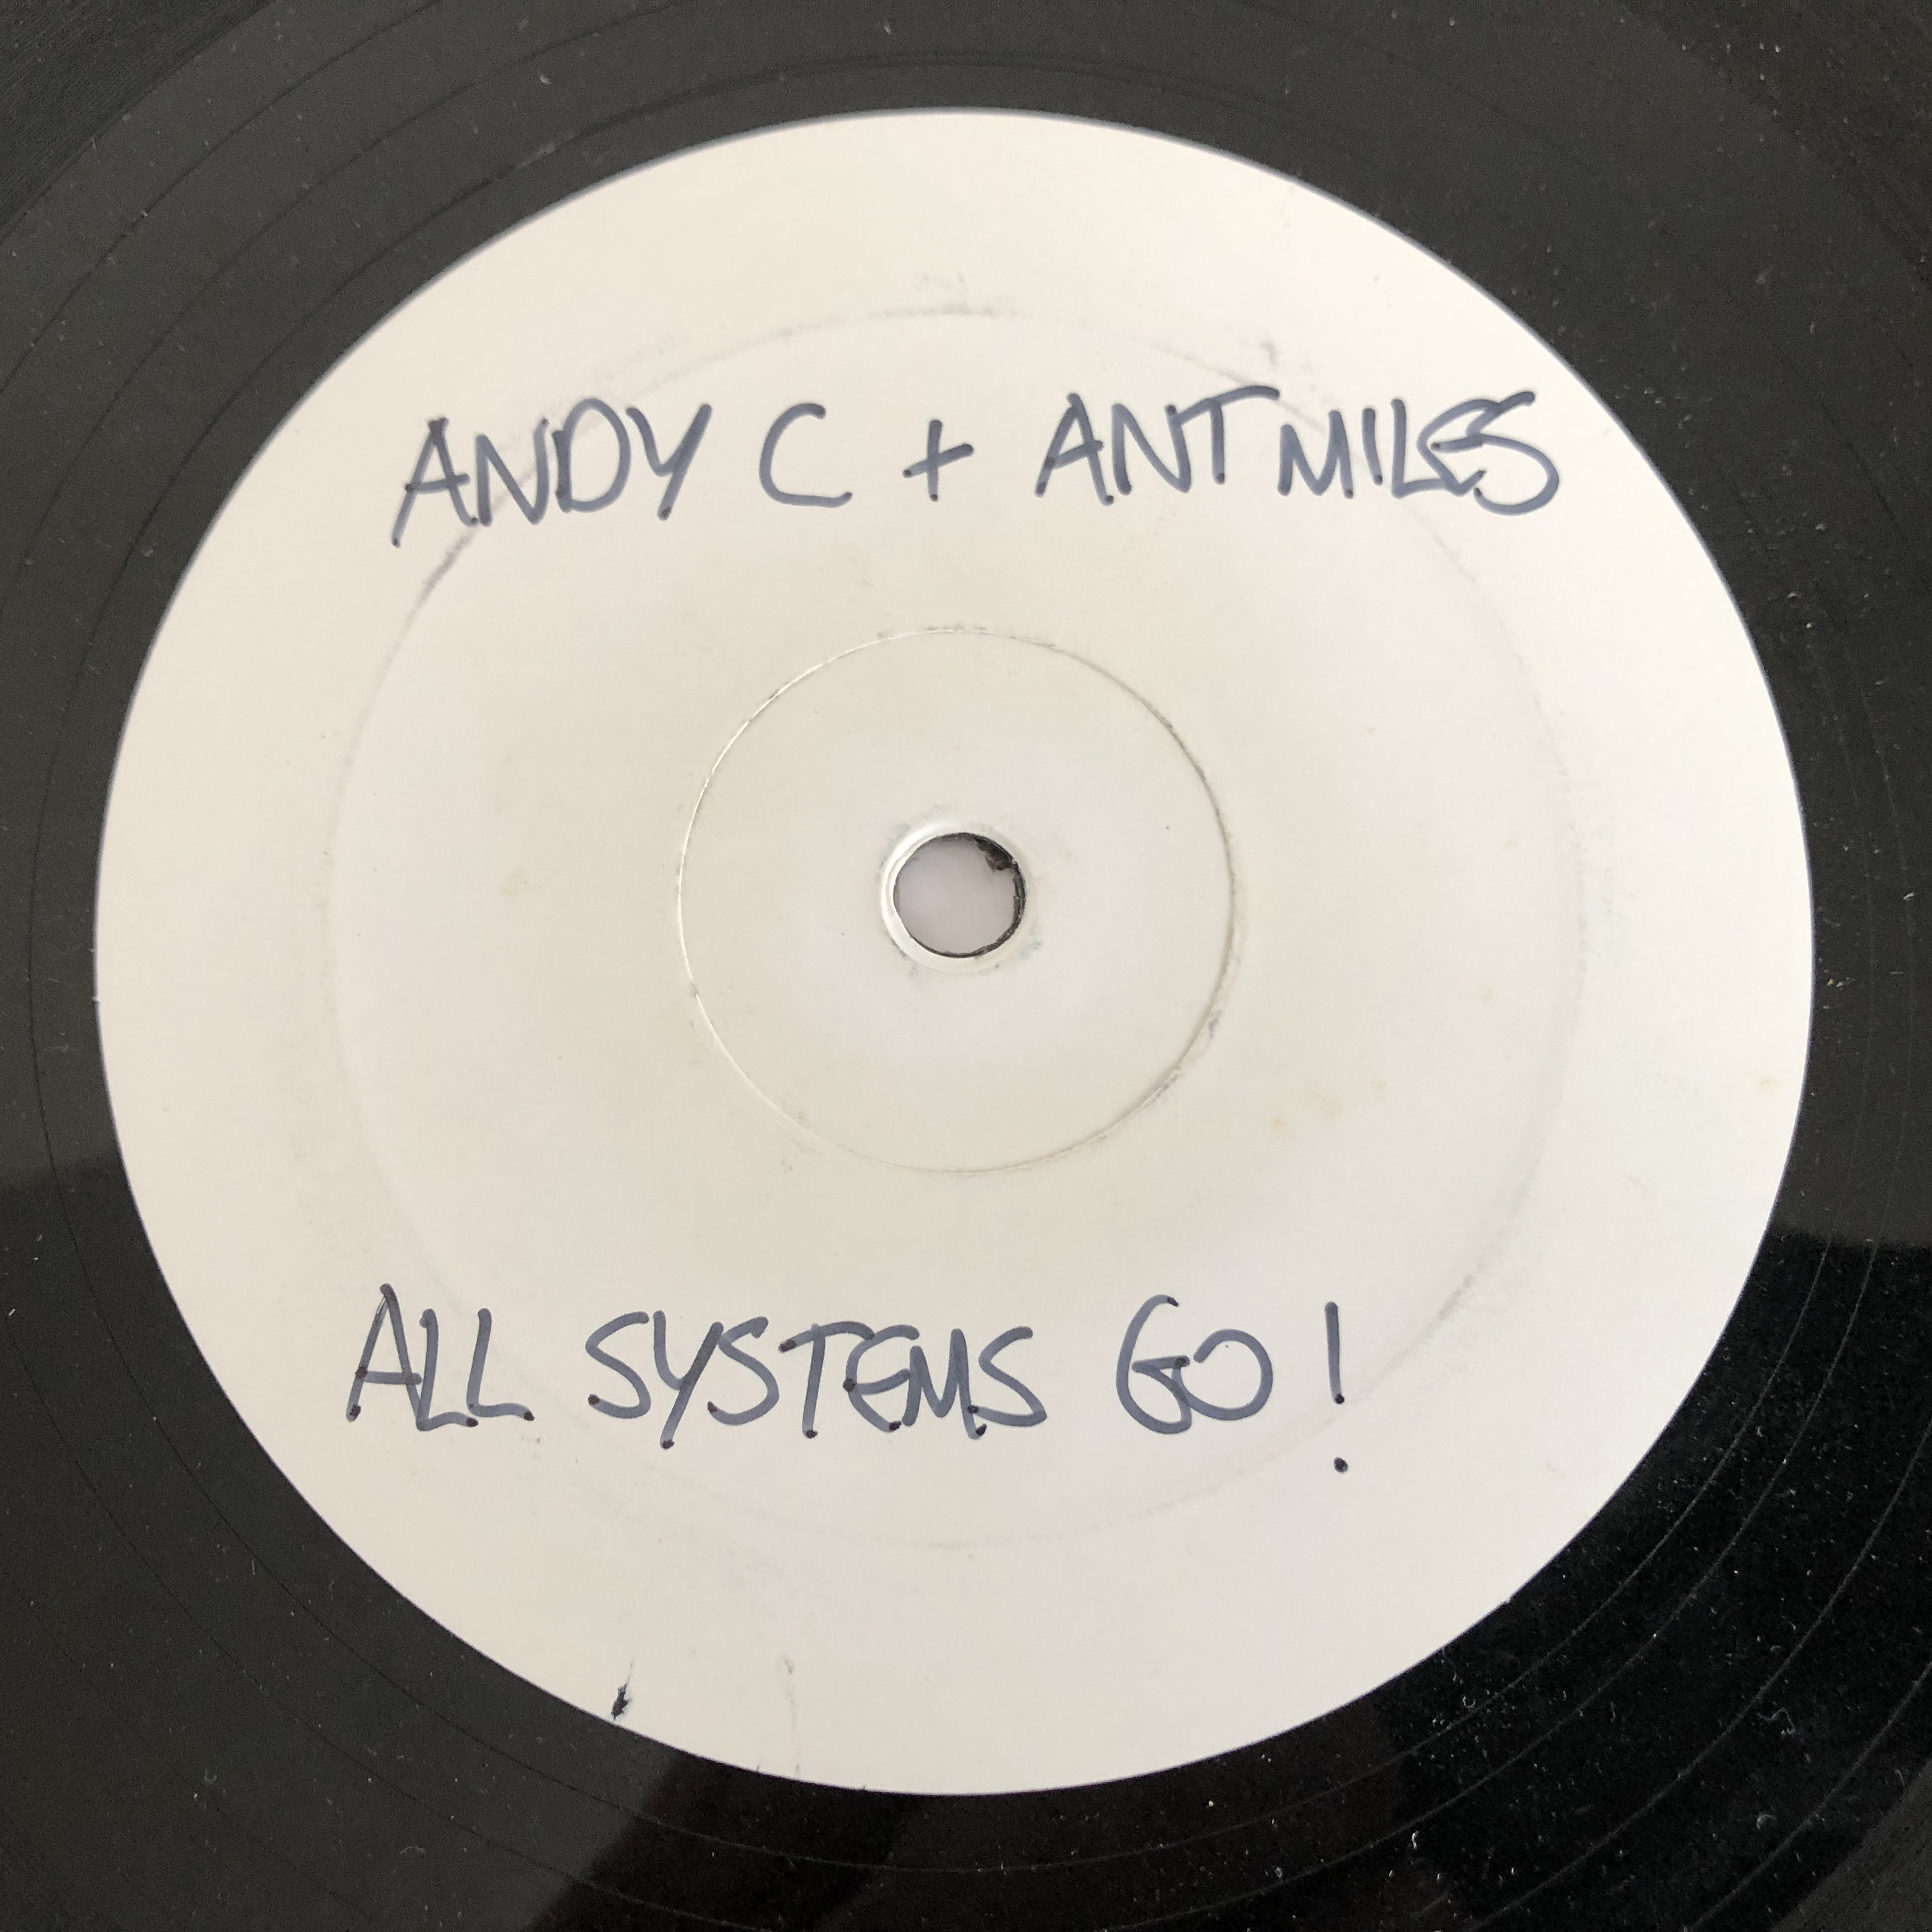 ANDY C + ANT MILES
ALL SYSTEMS GO!